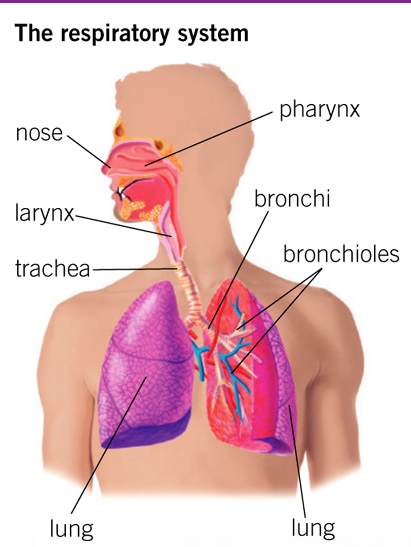 The respiratory system
pharynx
nose
bronchi
larynx
bronchioles
trachea
lung
lung